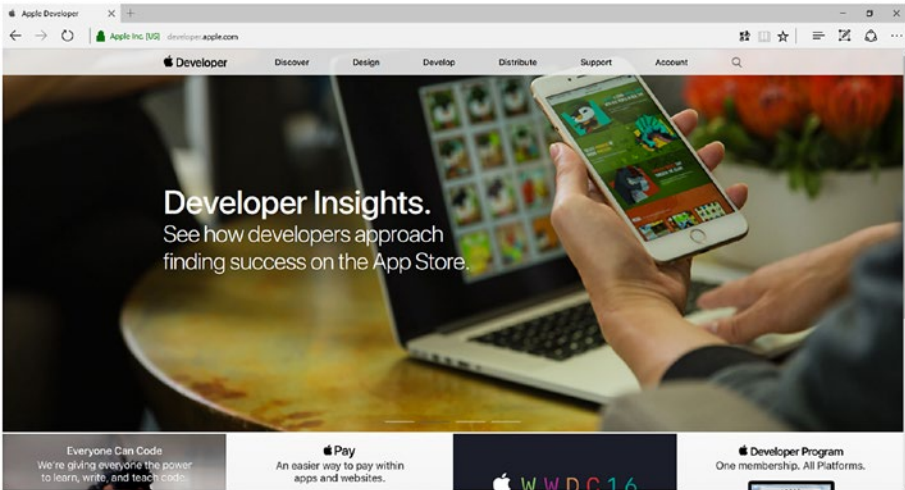 Apple Developer
Apple Inc. [US] developer.apple.com
Developer Discover Design Develop Distribute Support Account
Developer Insights.
See how developers approach
finding success on the App Store.
Everyone Can Code
We're giving everyone the power
to learn, write, and teach code.
Pay
An easier way to pay within
apps and websites.
WWDC16
Developer Program
One membership. All Platforms.